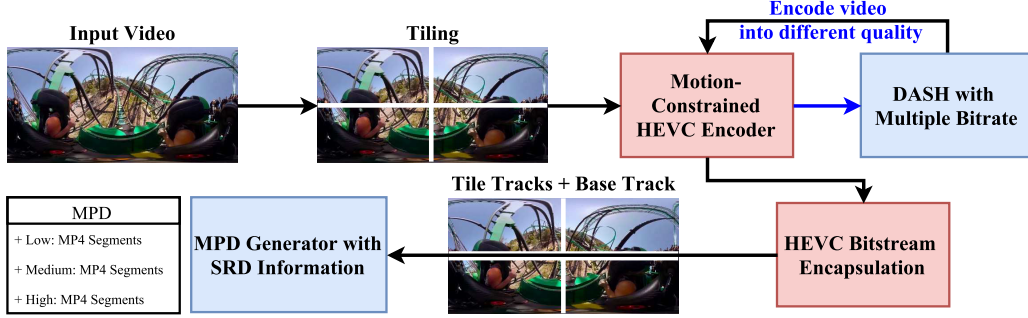 Input Video
Tiling
Encode video
into different quality
Motion-
Constrained
HEVC Encoder
DASH with
Multiple Bitrate
Tile Tracks + Base Track
HEVC Bitstream
Encapsulation
MPD Generator with
SRD Information
MPD
+ Low: MP4 Segments
+ Medium: MP4 Segments
+ High: MP4 Segments